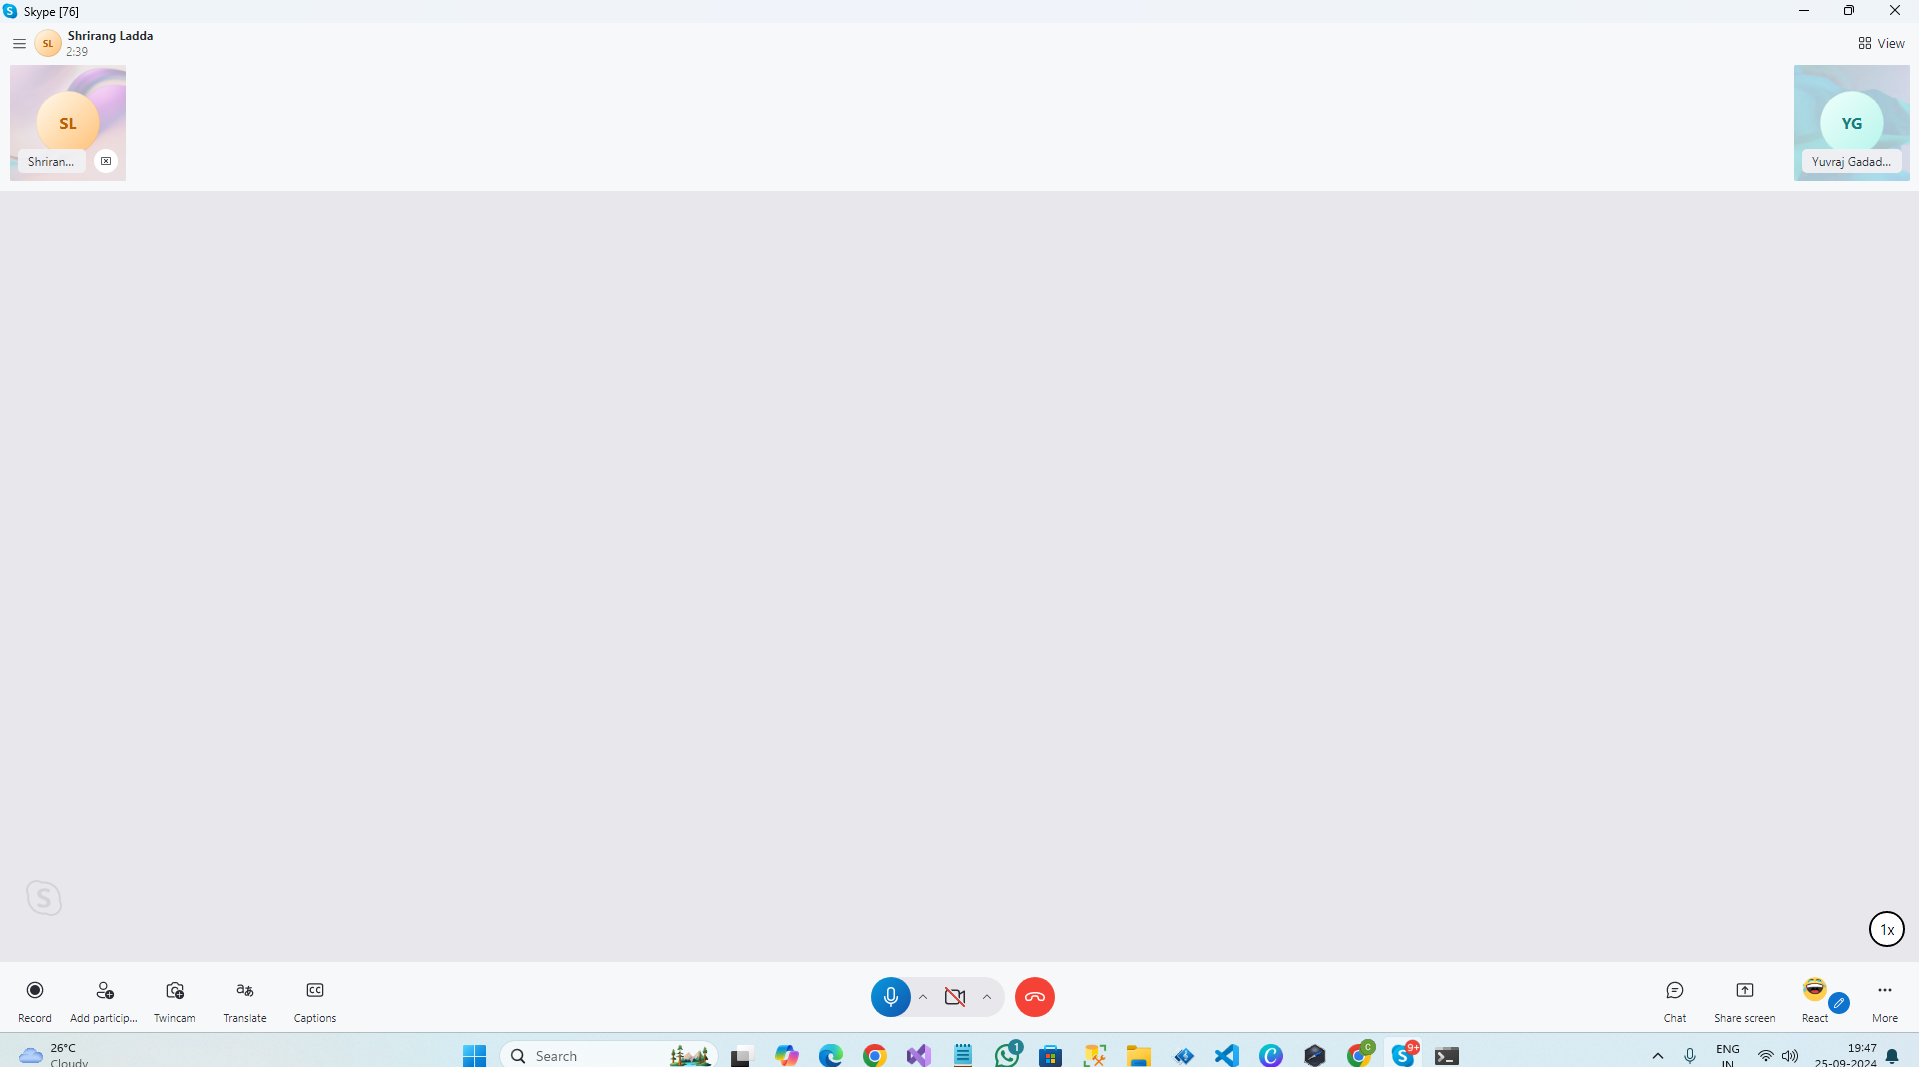 Skype [76]
SL
Shrirang Ladda
2:39
View
SL
Shriran...
YG
Yuvraj Gadad...
S
1x
Record
Add particip...
Twincam
Translate
Captions
Chat
Share screen
React
More
26°C
Cloudy
Search
1
C
9+
ENG
IN
19:47
25-09-2024